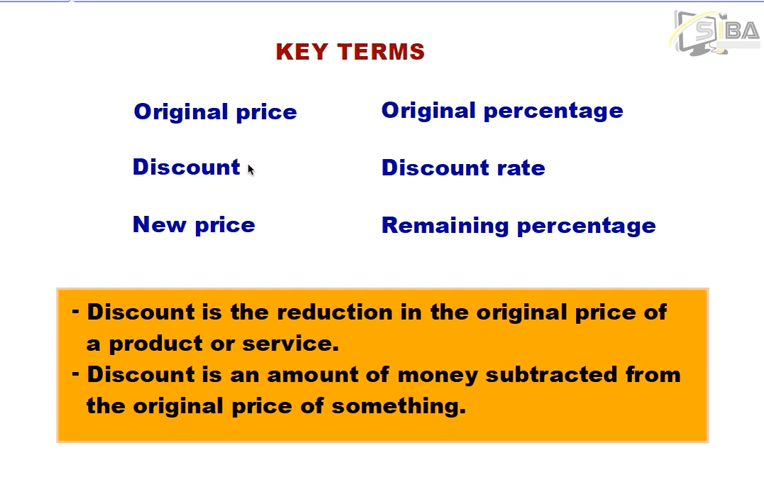 SiBA
KEY TERMS
Original price
Original percentage
Discount
Discount rate
New price
Remaining percentage
- Discount is the reduction in the original price of
a product or service.
- Discount is an amount of money subtracted from
the original price of something.